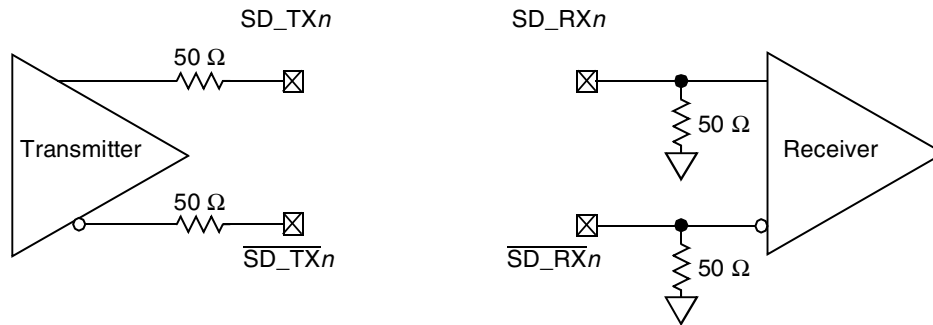 SD_TXn
SD_RXn
50 Ω
50 Ω
Transmitter
Receiver
50 Ω
SD_TXn
SD_RXn
50 Ω